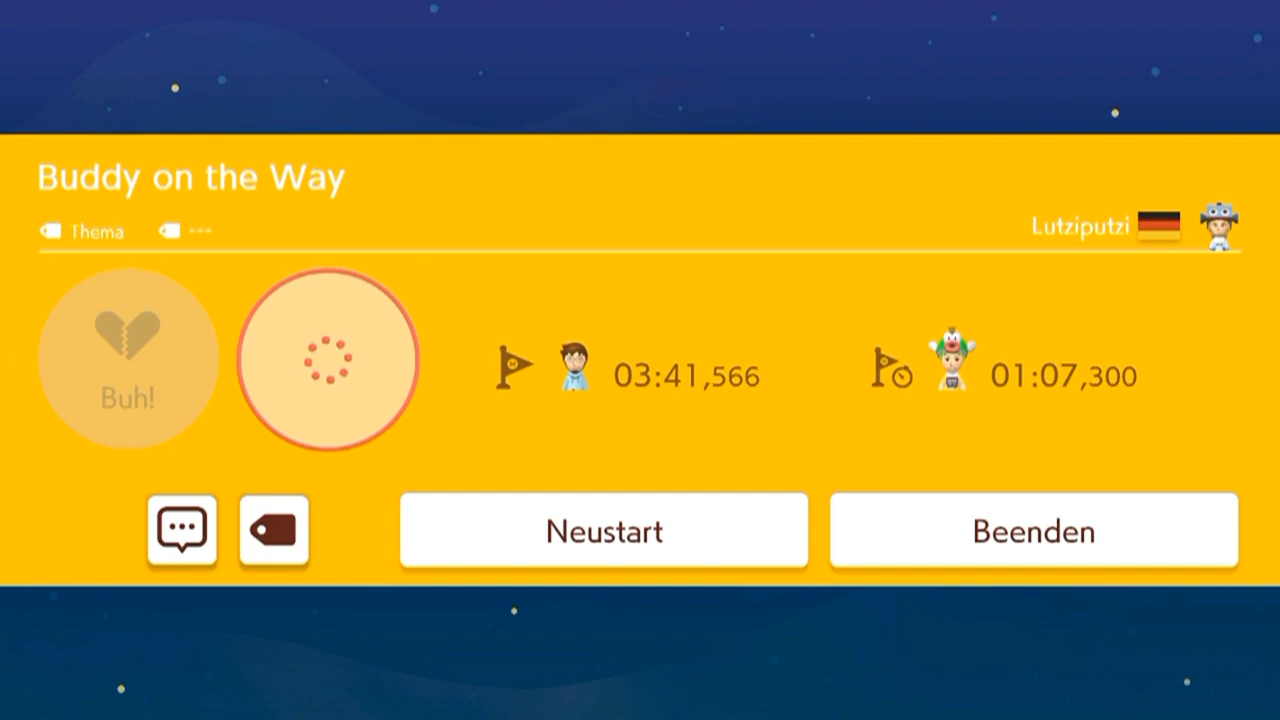 Buddy on the Way
Thema
---
Lutziputzi
Buh!
M
03:41,566
01:07,300
Neustart
Beenden